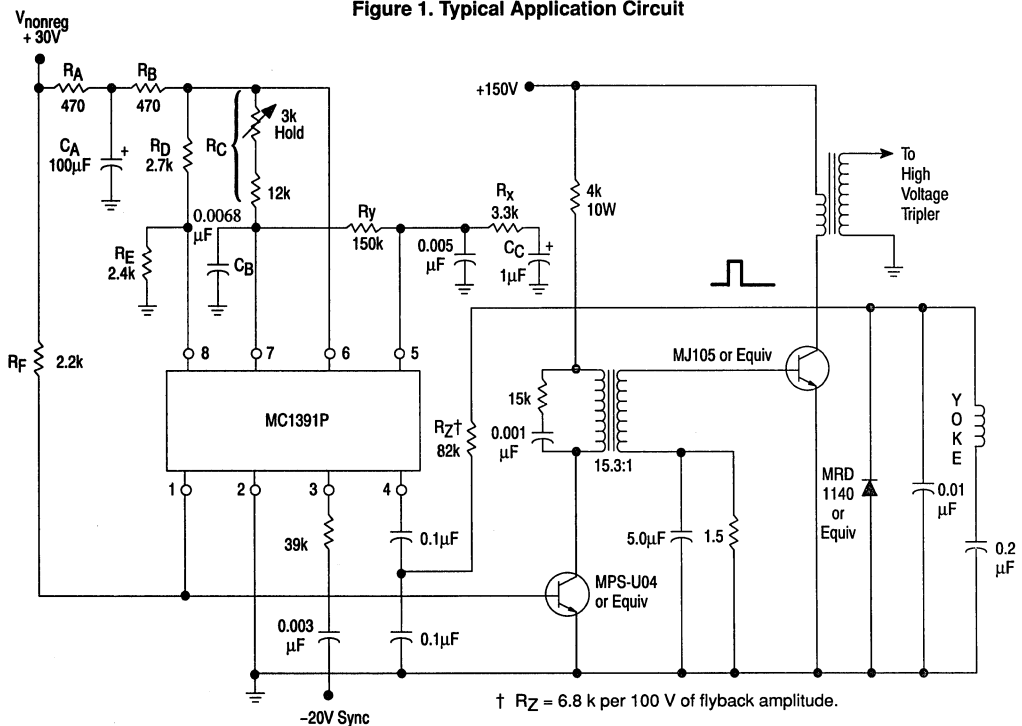 Figure 1. Typical Application Circuit
Vnonreg
+ 30V
RA
470
RB
470
CA
100μF
+
RD
2.7k
RC
3k
Hold
12k
+150V
4k
10W
To
High
Voltage
Tripler
RE
2.4k
0.0068
μF
CB
Ry
150k
0.005
μF
Rx
3.3k
CC
1μF
+
RF
2.2k
8
7
6
5
MC1391P
1
2
3
4
RZ†
82k
15k
0.001
μF
15.3:1
MJ105 or Equiv
MRD
1140
or
Equiv
0.01
μF
Y
O
K
E
0.2
μF
39k
0.1μF
5.0μF
1.5
MPS-U04
or Equiv
0.003
μF
0.1μF
–20V Sync
† RZ = 6.8 k per 100 V of flyback amplitude.